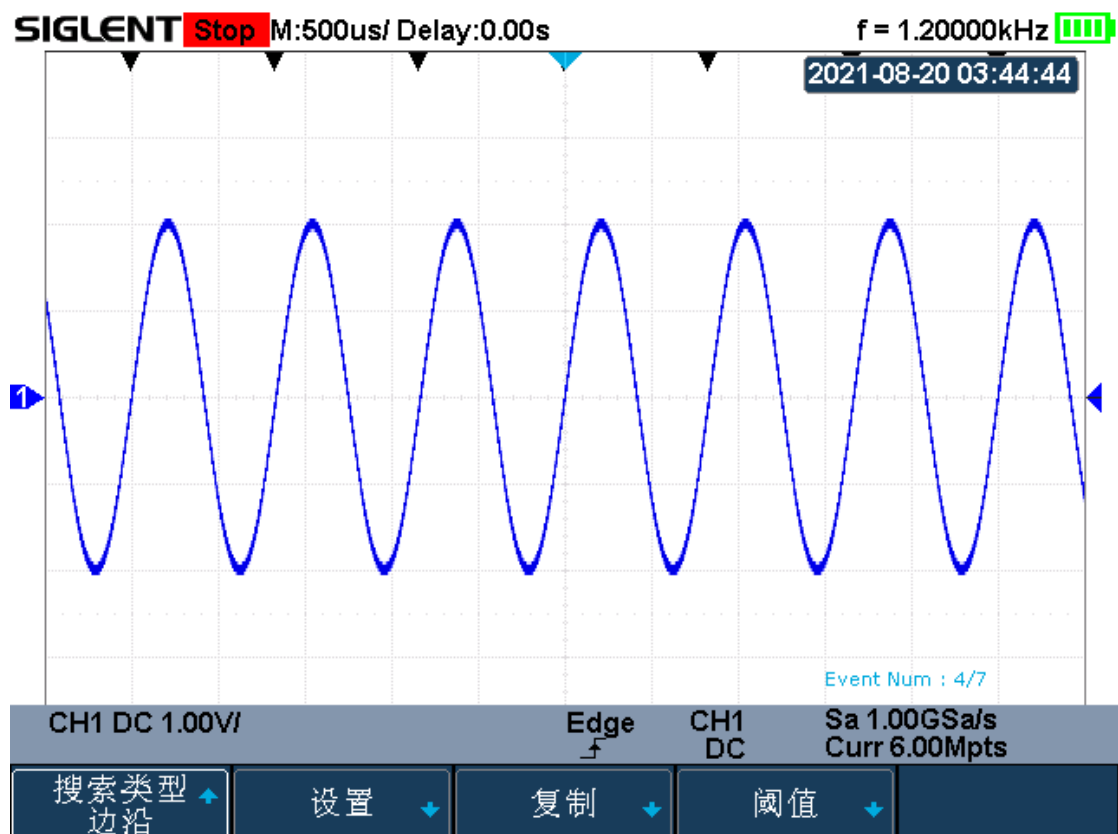 SIGLENT Stop M:500us/ Delay:0.00s f = 1.20000kHz
2021-08-20 03:44:44
1
Event Num : 4/7
CH1 DC 1.00V/ Edge CH1 Sa 1.00GSa/s
DC Curr 6.00Mpts
搜索类型 设置 复制 阈值
边沿